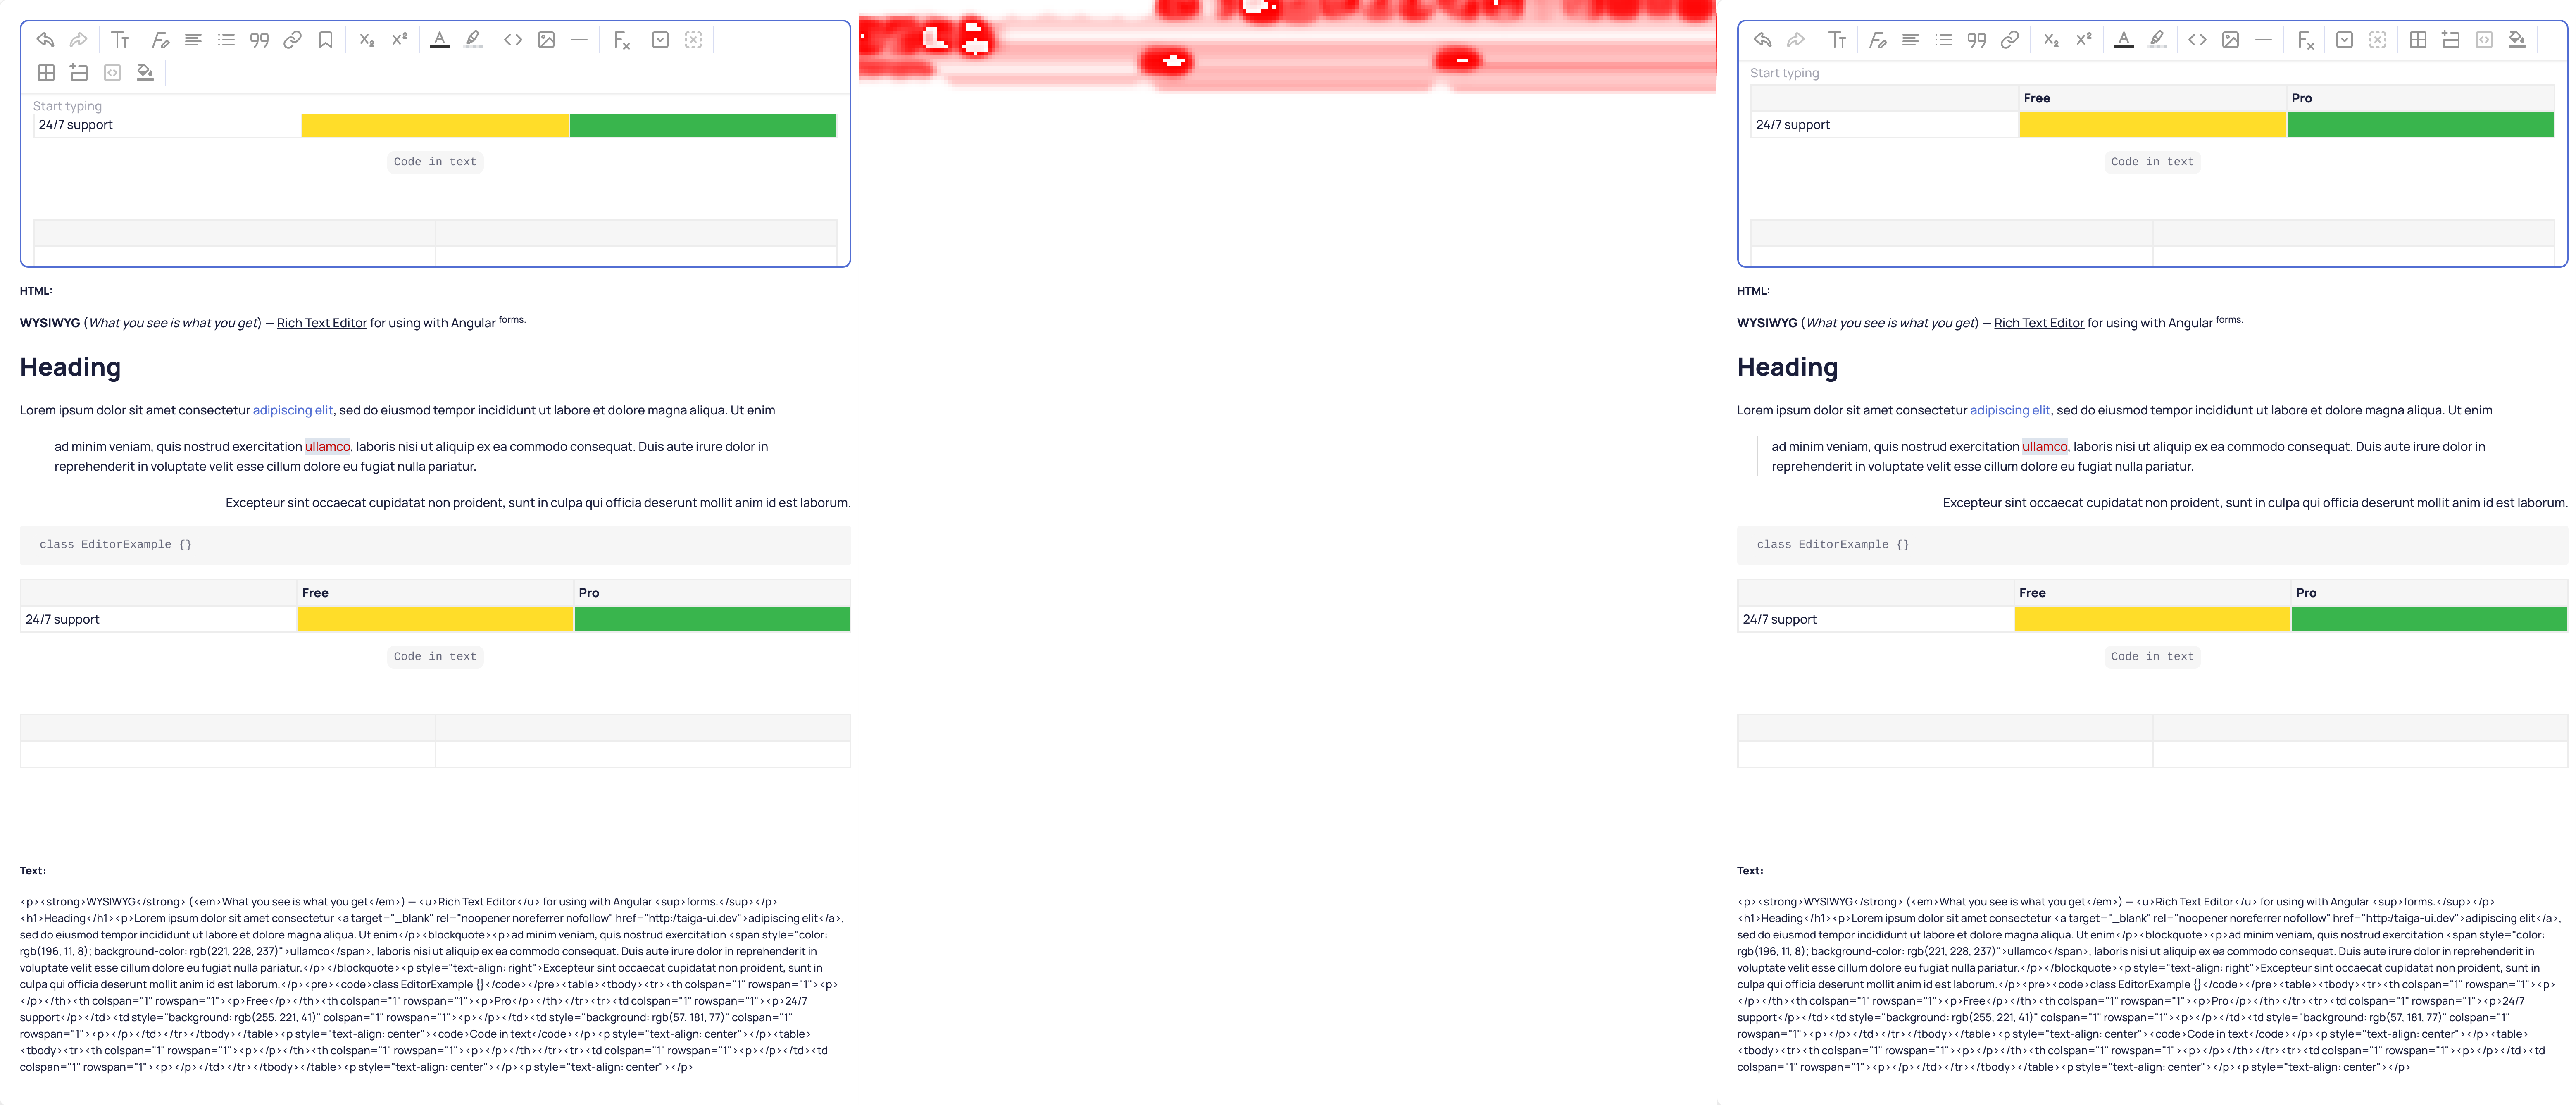 Start typing
24/7 support
Code in text
HTML:
WYSIWYG (What you see is what you get) — Rich Text Editor for using with Angular forms.
Heading
Lorem ipsum dolor sit amet consectetur adipiscing elit, sed do eiusmod tempor incididunt ut labore et dolore magna aliqua. Ut enim
ad minim veniam, quis nostrud exercitation ullamco, laboris nisi ut aliquip ex ea commodo consequat. Duis aute irure dolor in
reprehenderit in voluptate velit esse cillum dolore eu fugiat nulla pariatur.
Excepteur sint occaecat cupidatat non proident, sunt in culpa qui officia deserunt mollit anim id est laborum.
class EditorExample {}
Free Pro
24/7 support
Code in text
Text:
<p><strong>WYSIWYG</strong> (<em>What you see is what you get</em>) — <u>Rich Text Editor</u> for using with Angular <sup>forms.</sup></p>
<h1>Heading</h1><p>Lorem ipsum dolor sit amet consectetur <a target="_blank" rel="noopener noreferrer nofollow" href="http:/taiga-ui.dev">adipiscing elit</a>,
sed do eiusmod tempor incididunt ut labore et dolore magna aliqua. Ut enim</p><blockquote><p>ad minim veniam, quis nostrud exercitation <span style="color:
rgb(196, 11, 8); background-color: rgb(221, 228, 237)">ullamco</span>, laboris nisi ut aliquip ex ea commodo consequat. Duis aute irure dolor in reprehenderit in
voluptate velit esse cillum dolore eu fugiat nulla pariatur.</p></blockquote><p style="text-align: right">Excepteur sint occaecat cupidatat non proident, sunt in
culpa qui officia deserunt mollit anim id est laborum.</p><pre><code>class EditorExample {}</code></pre><table><tbody><tr><th colspan="1" rowspan="1"><p>
</p></th><th colspan="1" rowspan="1"><p>Free</p></th><th colspan="1" rowspan="1"><p>Pro</p></th></tr><tr><td colspan="1" rowspan="1"><p>24/7
support</p></td><td style="background: rgb(255, 221, 41)" colspan="1" rowspan="1"><p></p></td><td style="background: rgb(57, 181, 77)" colspan="1"
rowspan="1"><p></p></td></tr></tbody></table><p style="text-align: center"><code>Code in text</code></p><p style="text-align: center"></p><table>
<tbody><tr><th colspan="1" rowspan="1"><p></p></th><th colspan="1" rowspan="1"><p></p></th></tr><tr><td colspan="1" rowspan="1"><p></p></td><td
colspan="1" rowspan="1"><p></p></td></tr></tbody></table><p style="text-align: center"></p><p style="text-align: center"></p>
Start typing
Free Pro
24/7 support
Code in text
HTML:
WYSIWYG (What you see is what you get) — Rich Text Editor for using with Angular forms.
Heading
Lorem ipsum dolor sit amet consectetur adipiscing elit, sed do eiusmod tempor incididunt ut labore et dolore magna aliqua. Ut enim
ad minim veniam, quis nostrud exercitation ullamco, laboris nisi ut aliquip ex ea commodo consequat. Duis aute irure dolor in
reprehenderit in voluptate velit esse cillum dolore eu fugiat nulla pariatur.
Excepteur sint occaecat cupidatat non proident, sunt in culpa qui officia deserunt mollit anim id est laborum.
class EditorExample {}
Free Pro
24/7 support
Code in text
Text:
<p><strong>WYSIWYG</strong> (<em>What you see is what you get</em>) — <u>Rich Text Editor</u> for using with Angular <sup>forms.</sup></p>
<h1>Heading</h1><p>Lorem ipsum dolor sit amet consectetur <a target="_blank" rel="noopener noreferrer nofollow" href="http:/taiga-ui.dev">adipiscing elit</a>,
sed do eiusmod tempor incididunt ut labore et dolore magna aliqua. Ut enim</p><blockquote><p>ad minim veniam, quis nostrud exercitation <span style="color:
rgb(196, 11, 8); background-color: rgb(221, 228, 237)">ullamco</span>, laboris nisi ut aliquip ex ea commodo consequat. Duis aute irure dolor in reprehenderit in
voluptate velit esse cillum dolore eu fugiat nulla pariatur.</p></blockquote><p style="text-align: right">Excepteur sint occaecat cupidatat non proident, sunt in
culpa qui officia deserunt mollit anim id est laborum.</p><pre><code>class EditorExample {}</code></pre><table><tbody><tr><th colspan="1" rowspan="1"><p>
</p></th><th colspan="1" rowspan="1"><p>Free</p></th><th colspan="1" rowspan="1"><p>Pro</p></th></tr><tr><td colspan="1" rowspan="1"><p>24/7
support</p></td><td style="background: rgb(255, 221, 41)" colspan="1" rowspan="1"><p></p></td><td style="background: rgb(57, 181, 77)" colspan="1"
rowspan="1"><p></p></td></tr></tbody></table><p style="text-align: center"><code>Code in text</code></p><p style="text-align: center"></p><table>
<tbody><tr><th colspan="1" rowspan="1"><p></p></th><th colspan="1" rowspan="1"><p></p></th></tr><tr><td colspan="1" rowspan="1"><p></p></td><td
colspan="1" rowspan="1"><p></p></td></tr></tbody></table><p style="text-align: center"></p><p style="text-align: center"></p>